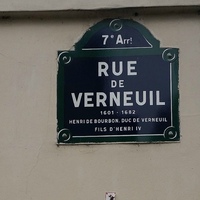 7e Arrt
RUE
DE
VERNEUIL
1601 - 1682
HENRI DE BOURBON, DUC DE VERNEUIL
FILS D'HENRI IV